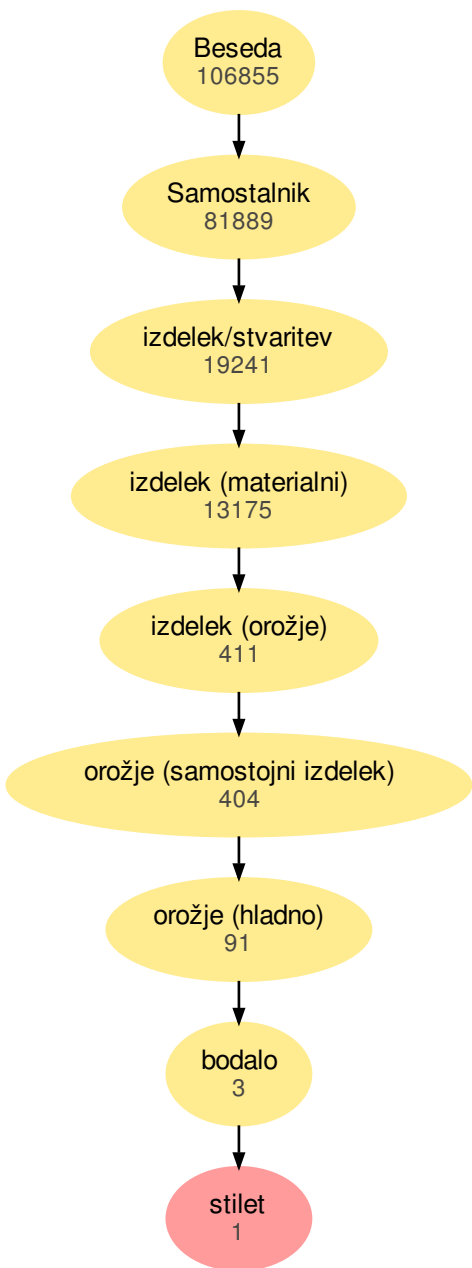 Beseda
106855
Samostalnik
81889
izdelek/stvaritev
19241
izdelek (materialni)
13175
izdelek (orožje)
411
orožje (samostojni izdelek)
404
orožje (hladno)
91
bodalo
3
stilet
1